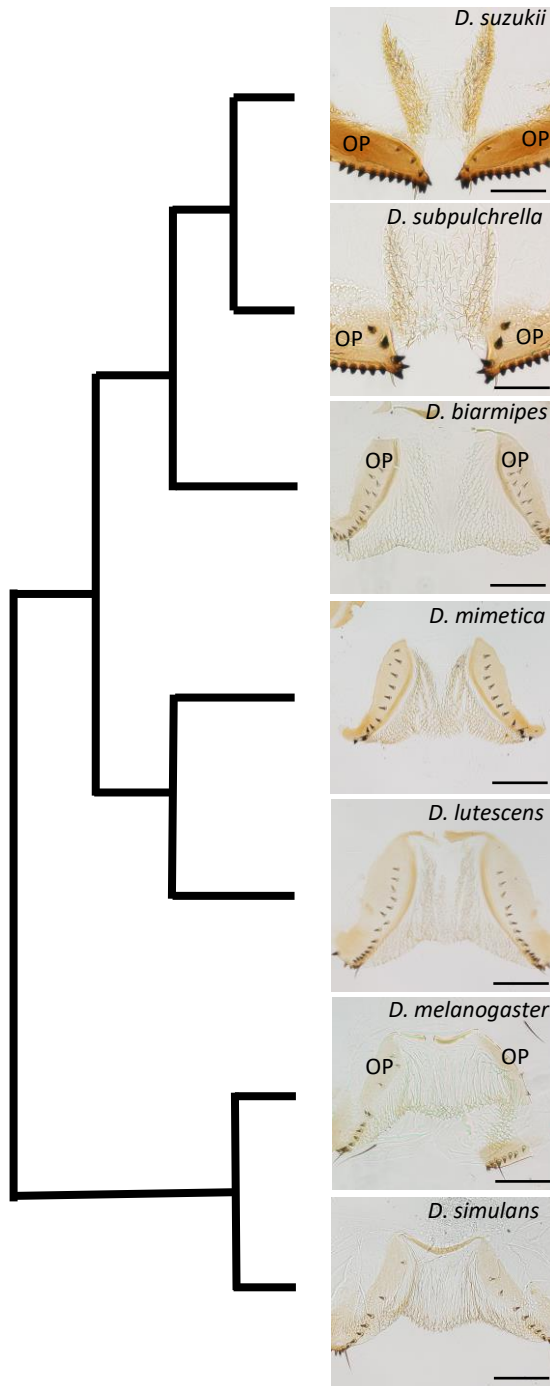 D. suzukii
OP OP
D. subpulchrella
OP OP
D. biarmipes
OP OP
D. mimetica
D. lutescens
D. melanogaster
OP OP
D. simulans